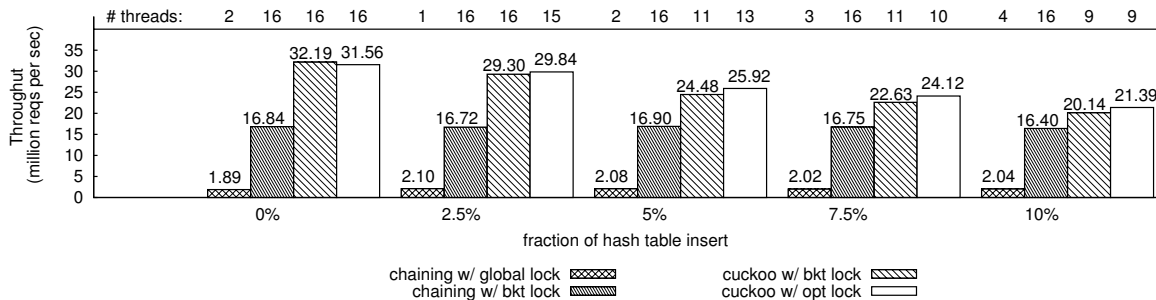 # threads: 2 16 16 16 1 16 16 15 2 16 11 13 3 16 11 10 4 16 9 9
Throughut
(million reqs per sec)
35
30
25
20
15
10
5
0
1.89 16.84 32.19 31.56
2.10 16.72 29.30 29.84
2.08 16.90 24.48 25.92
2.02 16.75 22.63 24.12
2.04 16.40 20.14 21.39
0% 2.5% 5% 7.5% 10%
fraction of hash table insert
chaining w/ global lock cuckoo w/ bkt lock
chaining w/ bkt lock cuckoo w/ opt lock